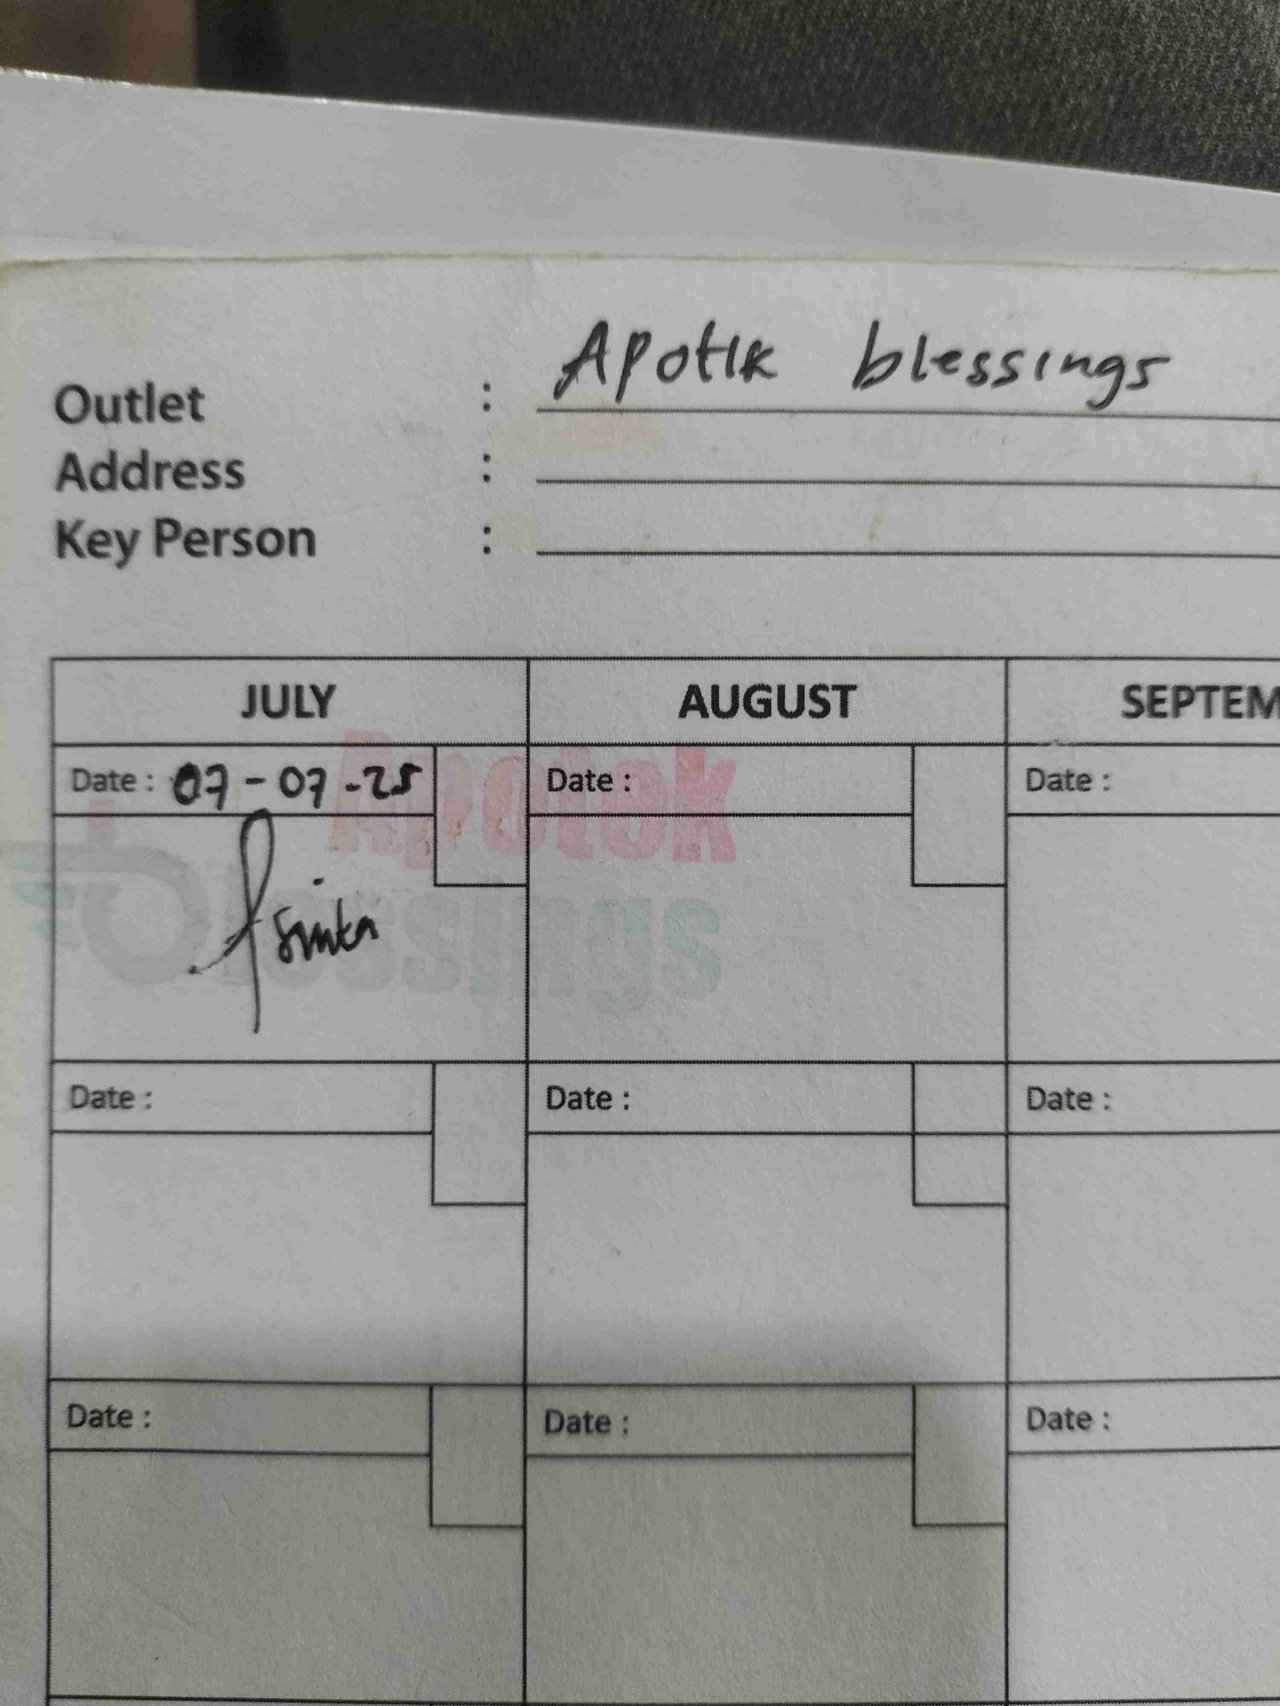 Outlet : Apotik blessings
Address :
Key Person :
JULY AUGUST SEPTEM
Date : 07-07-25 Date : Date :
Apotek
blessings
Date : Date : Date :
Date : Date : Date :